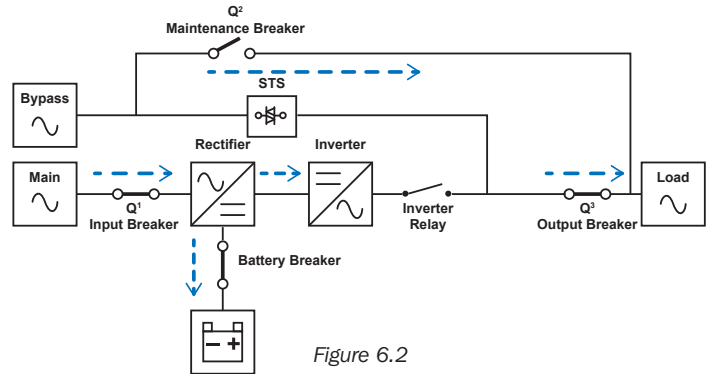 Q²
Maintenance Breaker
STS
Bypass
Rectifier
Inverter
Main
Load
Q¹
Input Breaker
Inverter
Relay
Q³
Output Breaker
Battery Breaker
− +
Figure 6.2